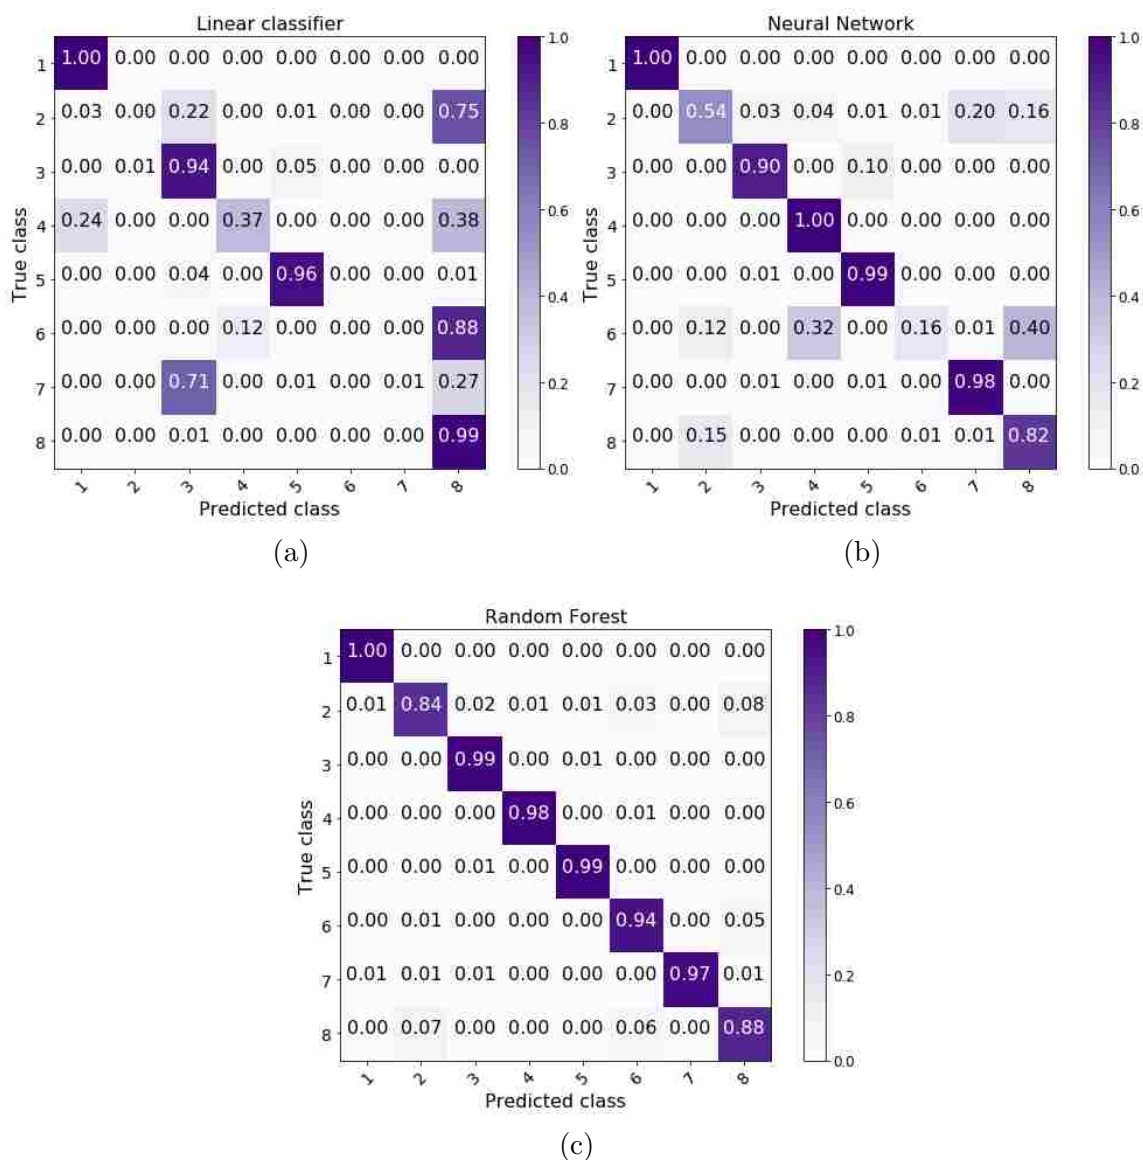 Linear classifier
1 1.00 0.00 0.00 0.00 0.00 0.00 0.00 0.00
2 0.03 0.00 0.22 0.00 0.01 0.00 0.00 0.75
3 0.00 0.01 0.94 0.00 0.05 0.00 0.00 0.00
4 0.24 0.00 0.00 0.37 0.00 0.00 0.00 0.38
5 0.00 0.00 0.04 0.00 0.96 0.00 0.00 0.01
6 0.00 0.00 0.00 0.12 0.00 0.00 0.00 0.88
7 0.00 0.00 0.71 0.00 0.01 0.00 0.01 0.27
8 0.00 0.00 0.01 0.00 0.00 0.00 0.00 0.99
True class
1 2 3 4 5 6 7 8
Predicted class
1.0
0.8
0.6
0.4
0.2
0.0
(a)
Neural Network
1 1.00 0.00 0.00 0.00 0.00 0.00 0.00 0.00
2 0.00 0.54 0.03 0.04 0.01 0.01 0.20 0.16
3 0.00 0.00 0.90 0.00 0.10 0.00 0.00 0.00
4 0.00 0.00 0.00 1.00 0.00 0.00 0.00 0.00
5 0.00 0.00 0.01 0.00 0.99 0.00 0.00 0.00
6 0.00 0.12 0.00 0.32 0.00 0.16 0.01 0.40
7 0.00 0.00 0.01 0.00 0.01 0.00 0.98 0.00
8 0.00 0.15 0.00 0.00 0.00 0.01 0.01 0.82
True class
1 2 3 4 5 6 7 8
Predicted class
1.0
0.8
0.6
0.4
0.2
0.0
(b)
Random Forest
1 1.00 0.00 0.00 0.00 0.00 0.00 0.00 0.00
2 0.01 0.84 0.02 0.01 0.01 0.03 0.00 0.08
3 0.00 0.00 0.99 0.00 0.01 0.00 0.00 0.00
4 0.00 0.00 0.00 0.98 0.00 0.01 0.00 0.00
5 0.00 0.00 0.01 0.00 0.99 0.00 0.00 0.00
6 0.00 0.01 0.00 0.00 0.00 0.94 0.00 0.05
7 0.01 0.01 0.01 0.00 0.00 0.00 0.97 0.01
8 0.00 0.07 0.00 0.00 0.00 0.06 0.00 0.88
True class
1 2 3 4 5 6 7 8
Predicted class
1.0
0.8
0.6
0.4
0.2
0.0
(c)